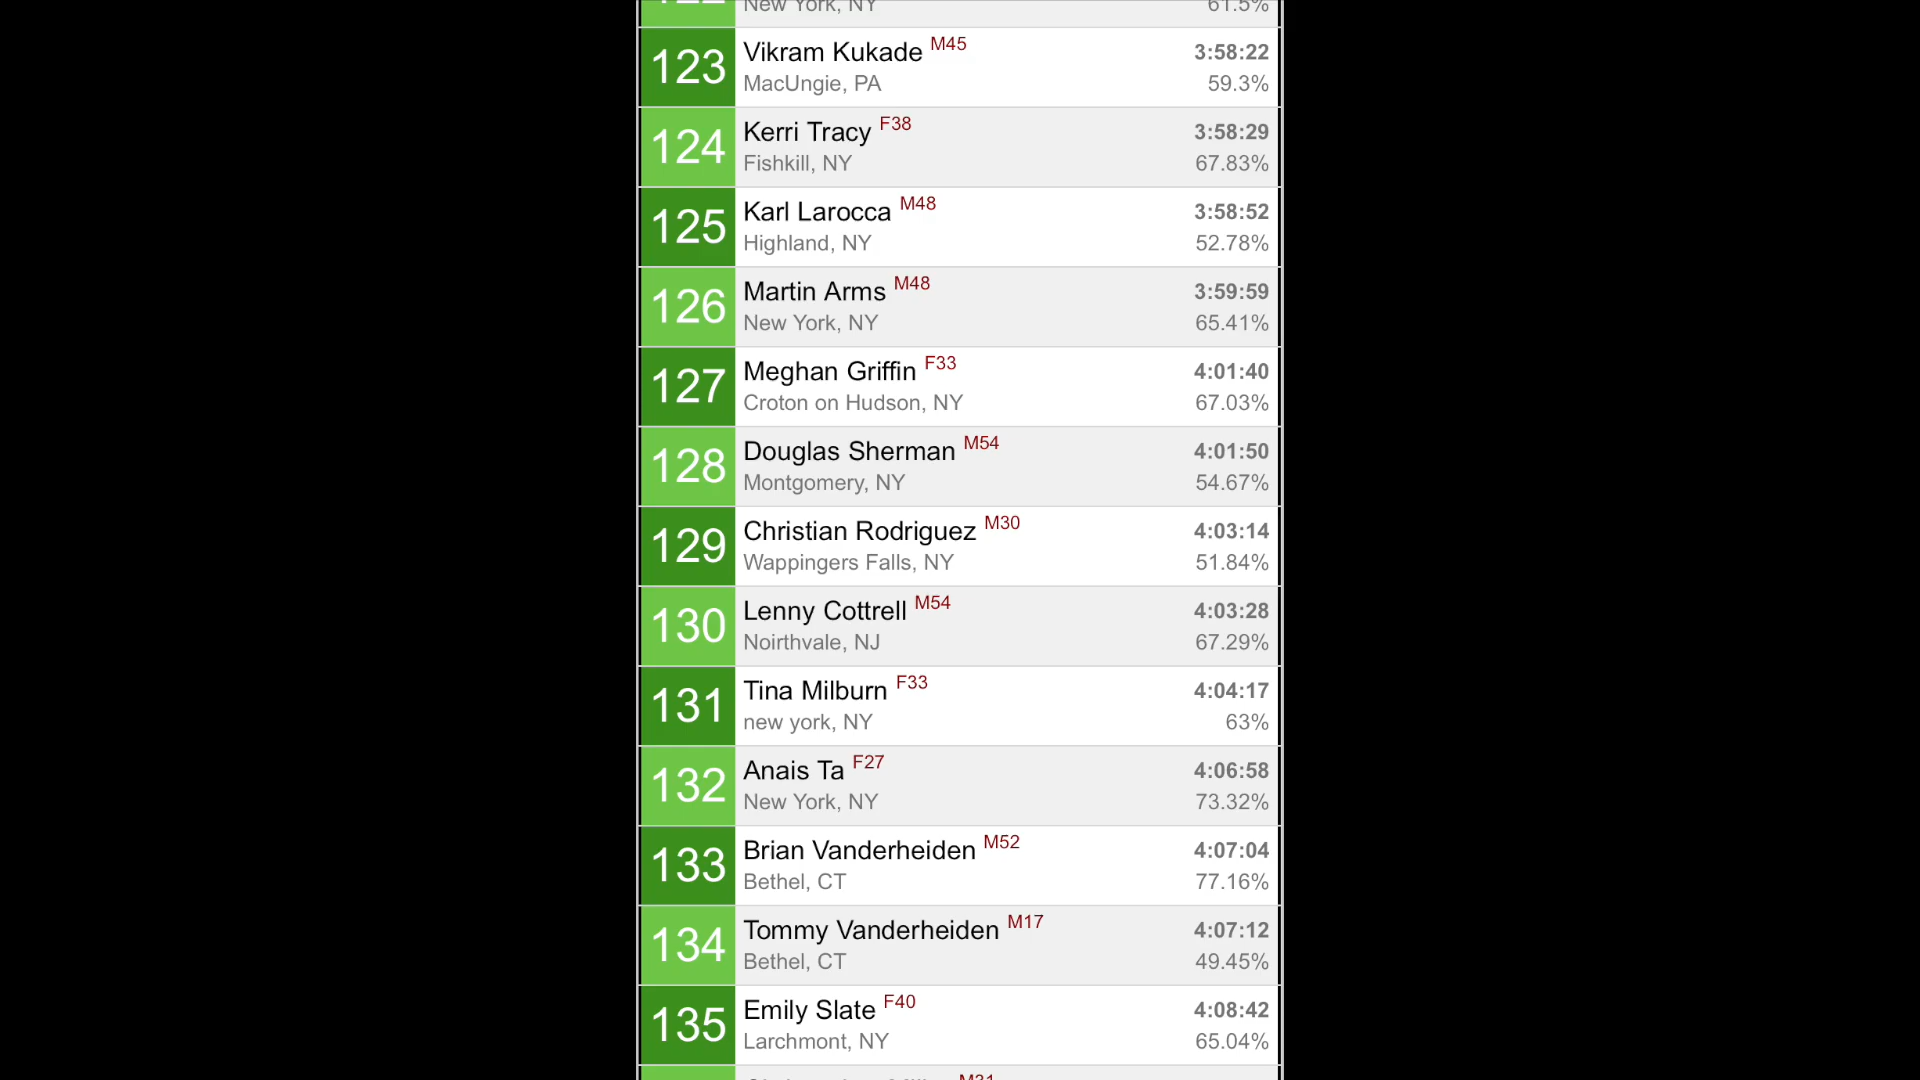 New York, NY 61.5%
123 Vikram Kukade M45 3:58:22
MacUngie, PA 59.3%
124 Kerri Tracy F38 3:58:29
Fishkill, NY 67.83%
125 Karl Larocca M48 3:58:52
Highland, NY 52.78%
126 Martin Arms M48 3:59:59
New York, NY 65.41%
127 Meghan Griffin F33 4:01:40
Croton on Hudson, NY 67.03%
128 Douglas Sherman M54 4:01:50
Montgomery, NY 54.67%
129 Christian Rodriguez M30 4:03:14
Wappingers Falls, NY 51.84%
130 Lenny Cottrell M54 4:03:28
Noirthvale, NJ 67.29%
131 Tina Milburn F33 4:04:17
new york, NY 63%
132 Anais Ta F27 4:06:58
New York, NY 73.32%
133 Brian Vanderheiden M52 4:07:04
Bethel, CT 77.16%
134 Tommy Vanderheiden M17 4:07:12
Bethel, CT 49.45%
135 Emily Slate F40 4:08:42
Larchmont, NY 65.04%
M31